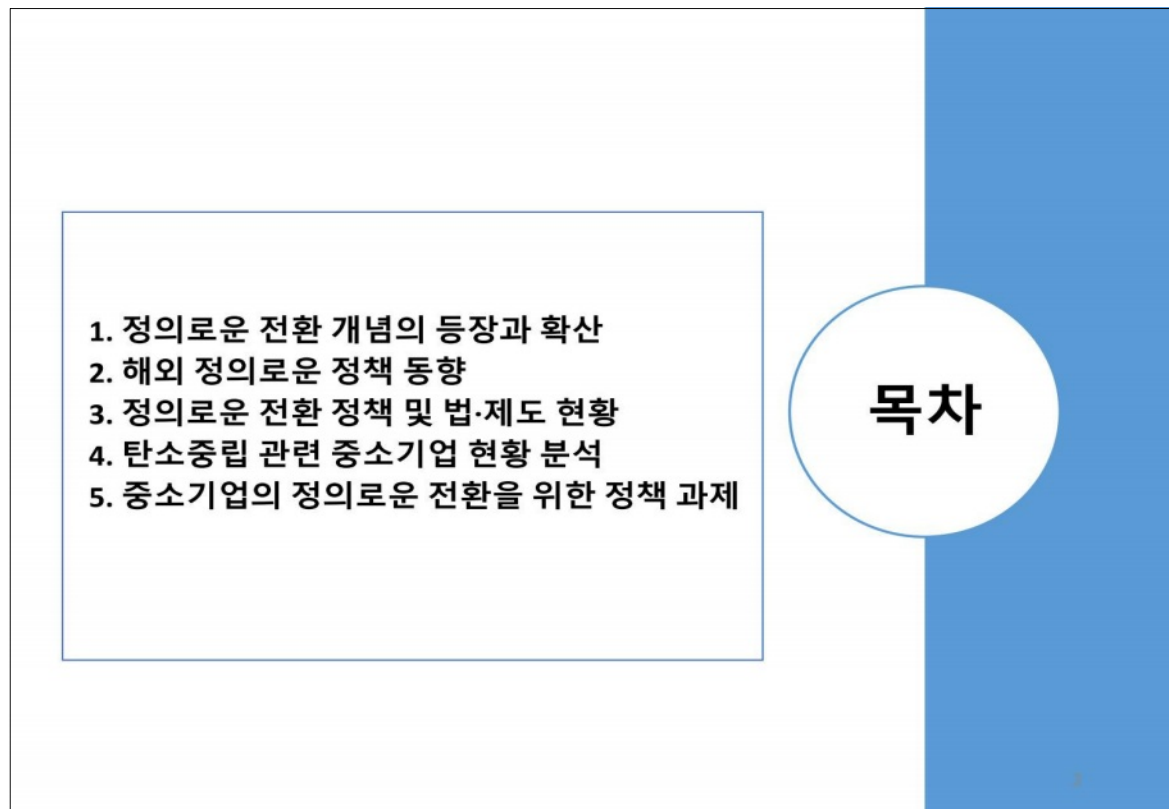 1. 정의로운 전환 개념의 등장과 확산
2. 해외 정의로운 정책 동향
3. 정의로운 전환 정책 및 법·제도 현황
4. 탄소중립 관련 중소기업 현황 분석
5. 중소기업의 정의로운 전환을 위한 정책 과제
목차